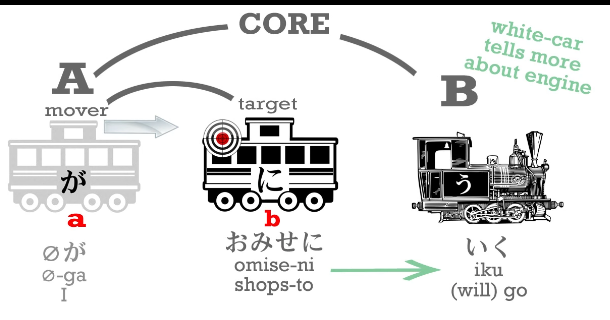 CORE
white-car
tells more
about engine
A
B
mover
target
が
に
う
a
b
∅が
∅-ga
I
おみせに
omise-ni
shops-to
いく
iku
(will) go